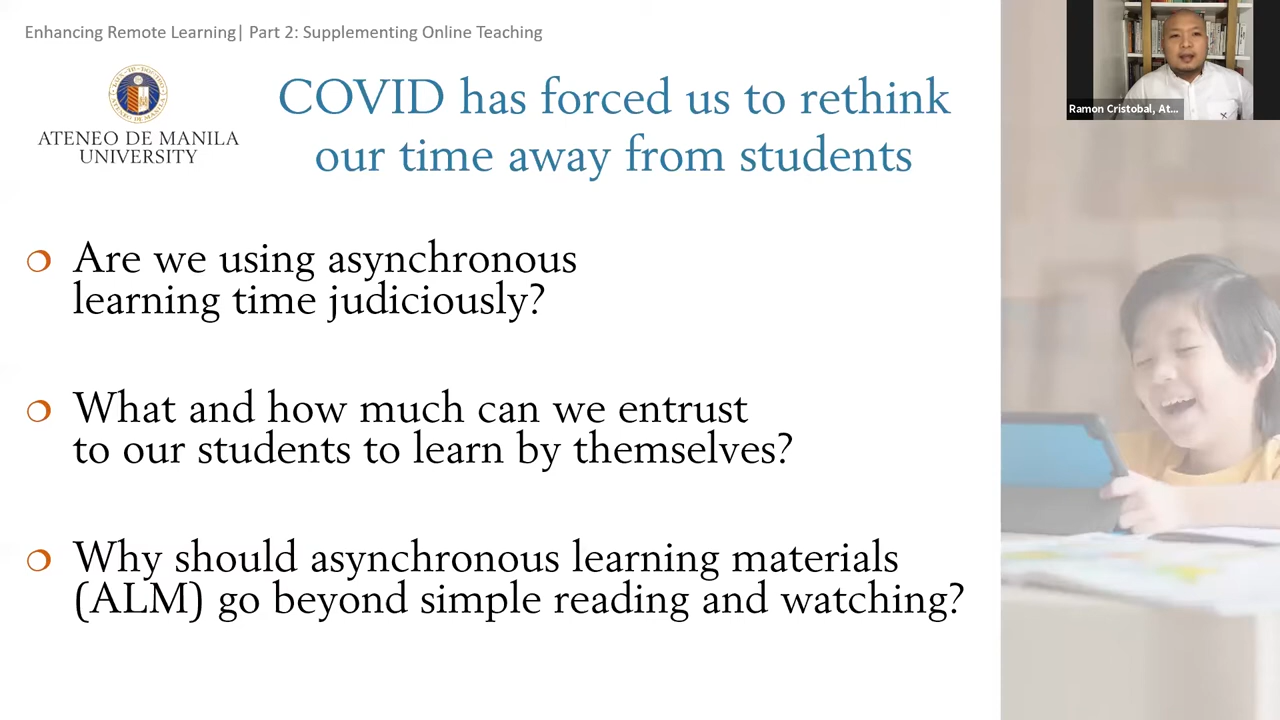 Enhancing Remote Learning| Part 2: Supplementing Online Teaching
ATENEO DE MANILA
UNIVERSITY
COVID has forced us to rethink
our time away from students
Ramon Cristobal, At...
Are we using asynchronous
learning time judiciously?
What and how much can we entrust
to our students to learn by themselves?
Why should asynchronous learning materials
(ALM) go beyond simple reading and watching?